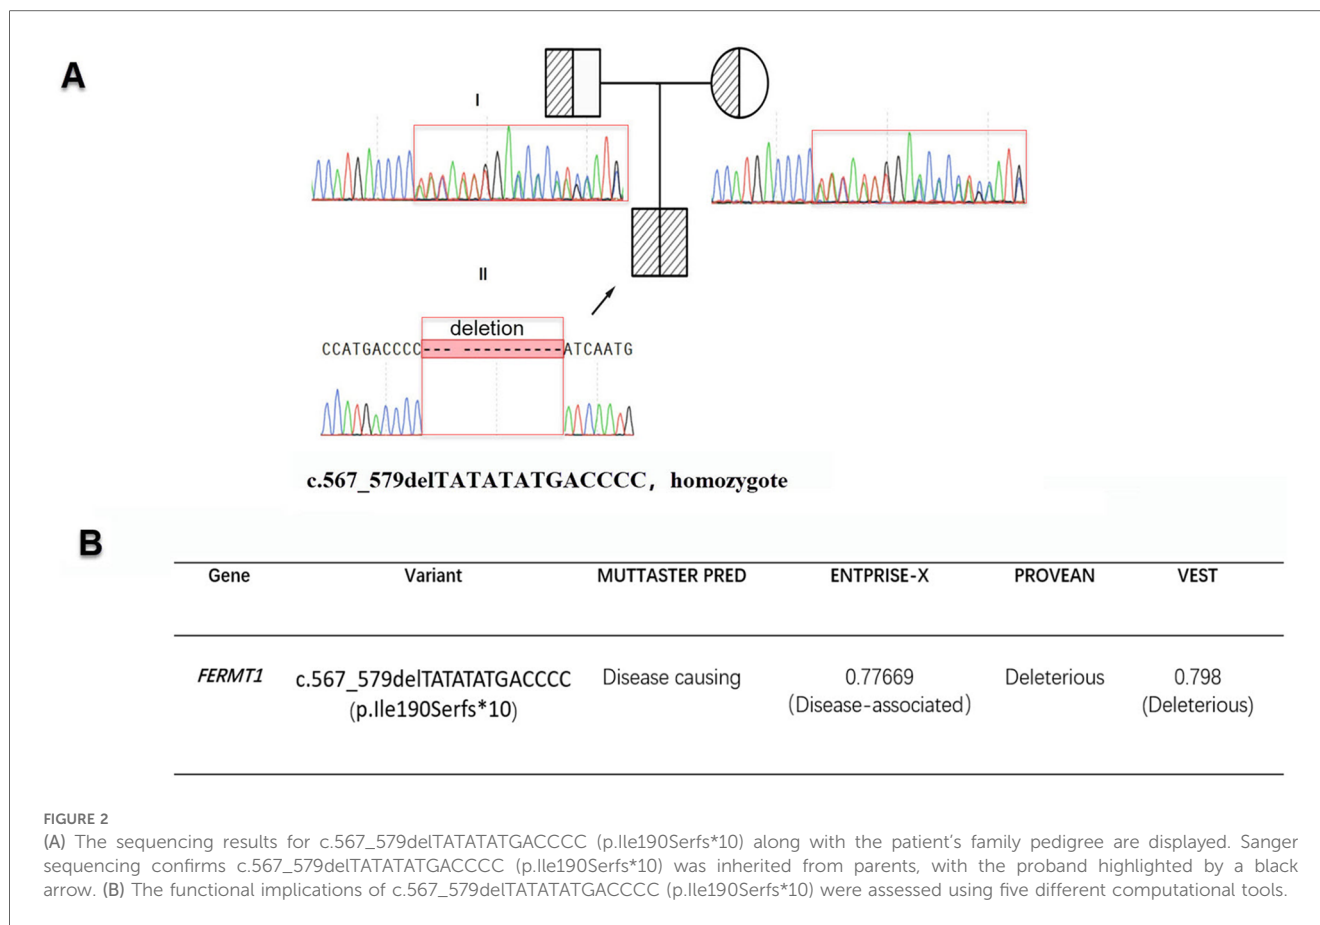 A
I
II
deletion
CCATGACCCC--- ----------ATCAATG
c.567_579delTATATATGACCCC, homozygote
B
Gene Variant MUTTASTER PRED ENTPRISE-X PROVEAN VEST
FERMT1 c.567_579delTATATATGACCCC Disease causing 0.77669 Deleterious 0.798
(p.Ile190Serfs*10) (Disease-associated) (Deleterious)
FIGURE 2
(A) The sequencing results for c.567_579delTATATATGACCCC (p.Ile190Serfs*10) along with the patient's family pedigree are displayed. Sanger
sequencing confirms c.567_579delTATATATGACCCC (p.Ile190Serfs*10) was inherited from parents, with the proband highlighted by a black
arrow. (B) The functional implications of c.567_579delTATATATGACCCC (p.Ile190Serfs*10) were assessed using five different computational tools.